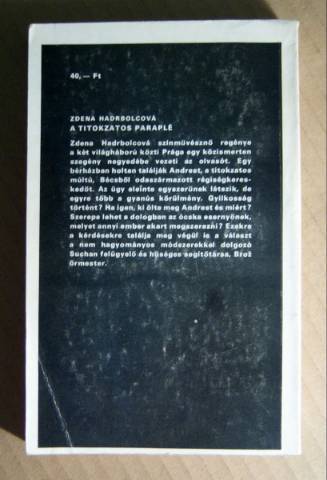 40,— Ft
ZDENA HADRBOLCOVÁ
A TITOKZATOS PARAPLÉ
Zdena Hadrbolcová színművésznő regénye
a két világháború közti Prága egy közismerten
szegény negyedébe vezeti az olvasót. Egy
bérházban holtan találják Andreet, a titokzatos
múltú, Bécsből odaszármazott régiségkeres-
kedőt. Az ügy eleinte egyszerűnek látszik, de
egyre több a gyanús körülmény. Gyilkosság
történt? Ha igen, ki ölte meg Andreet és miért?
Szerepe lehet a dologban az ócska esernyőnek,
melyet annyi ember akart megszerezni? Ezekre
a kérdésekre találja meg végül is a választ
a nem hagyományos módszerekkel dolgozó
Suchan felügyelő és hűséges segítőtársa, Brož
őrmester.